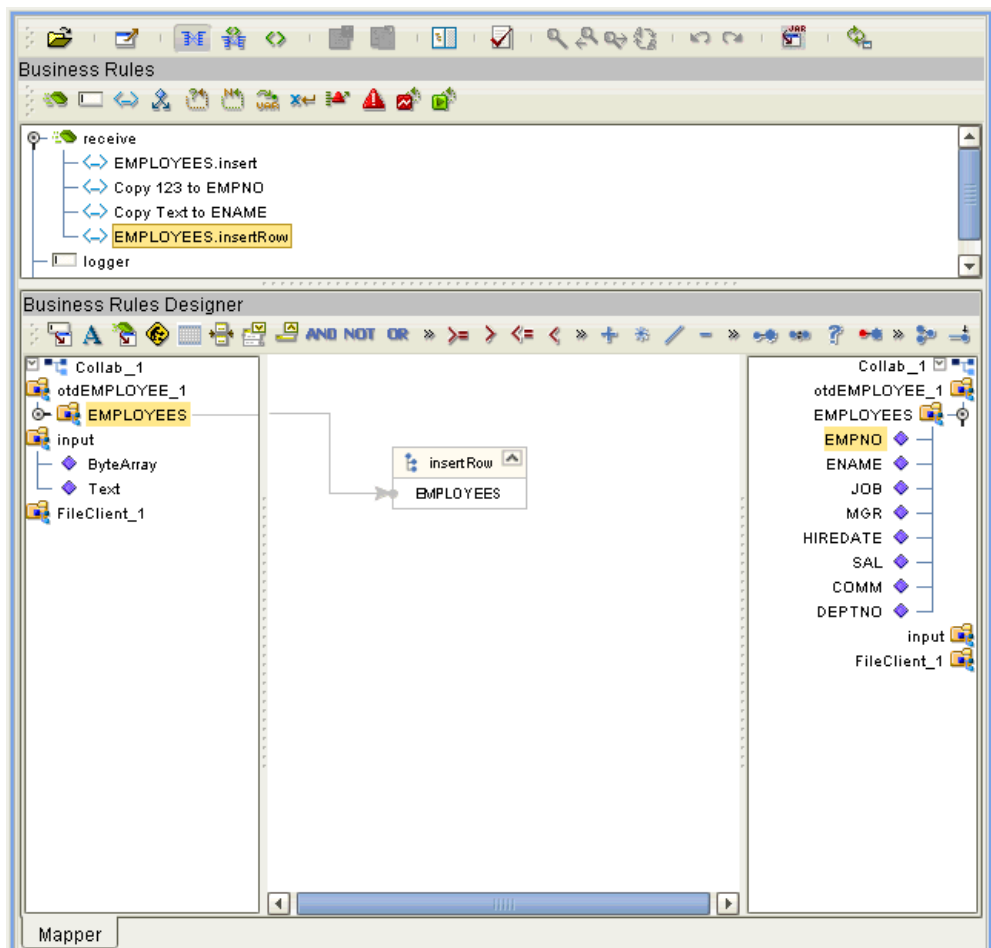 JAR
Business Rules
receive
EMPLOYEES.insert
Copy 123 to EMPNO
Copy Text to ENAME
EMPLOYEES.insertRow
logger
Business Rules Designer
A AND NOT OR » >= > <= < » + * / - » ? »
Collab_1
otdEMPLOYEE_1
EMPLOYEES
input
ByteArray
Text
FileClient_1
insertRow
EMPLOYEES
Collab_1
otdEMPLOYEE_1
EMPLOYEES
EMPNO
ENAME
JOB
MGR
HIREDATE
SAL
COMM
DEPTNO
input
FileClient_1
Mapper